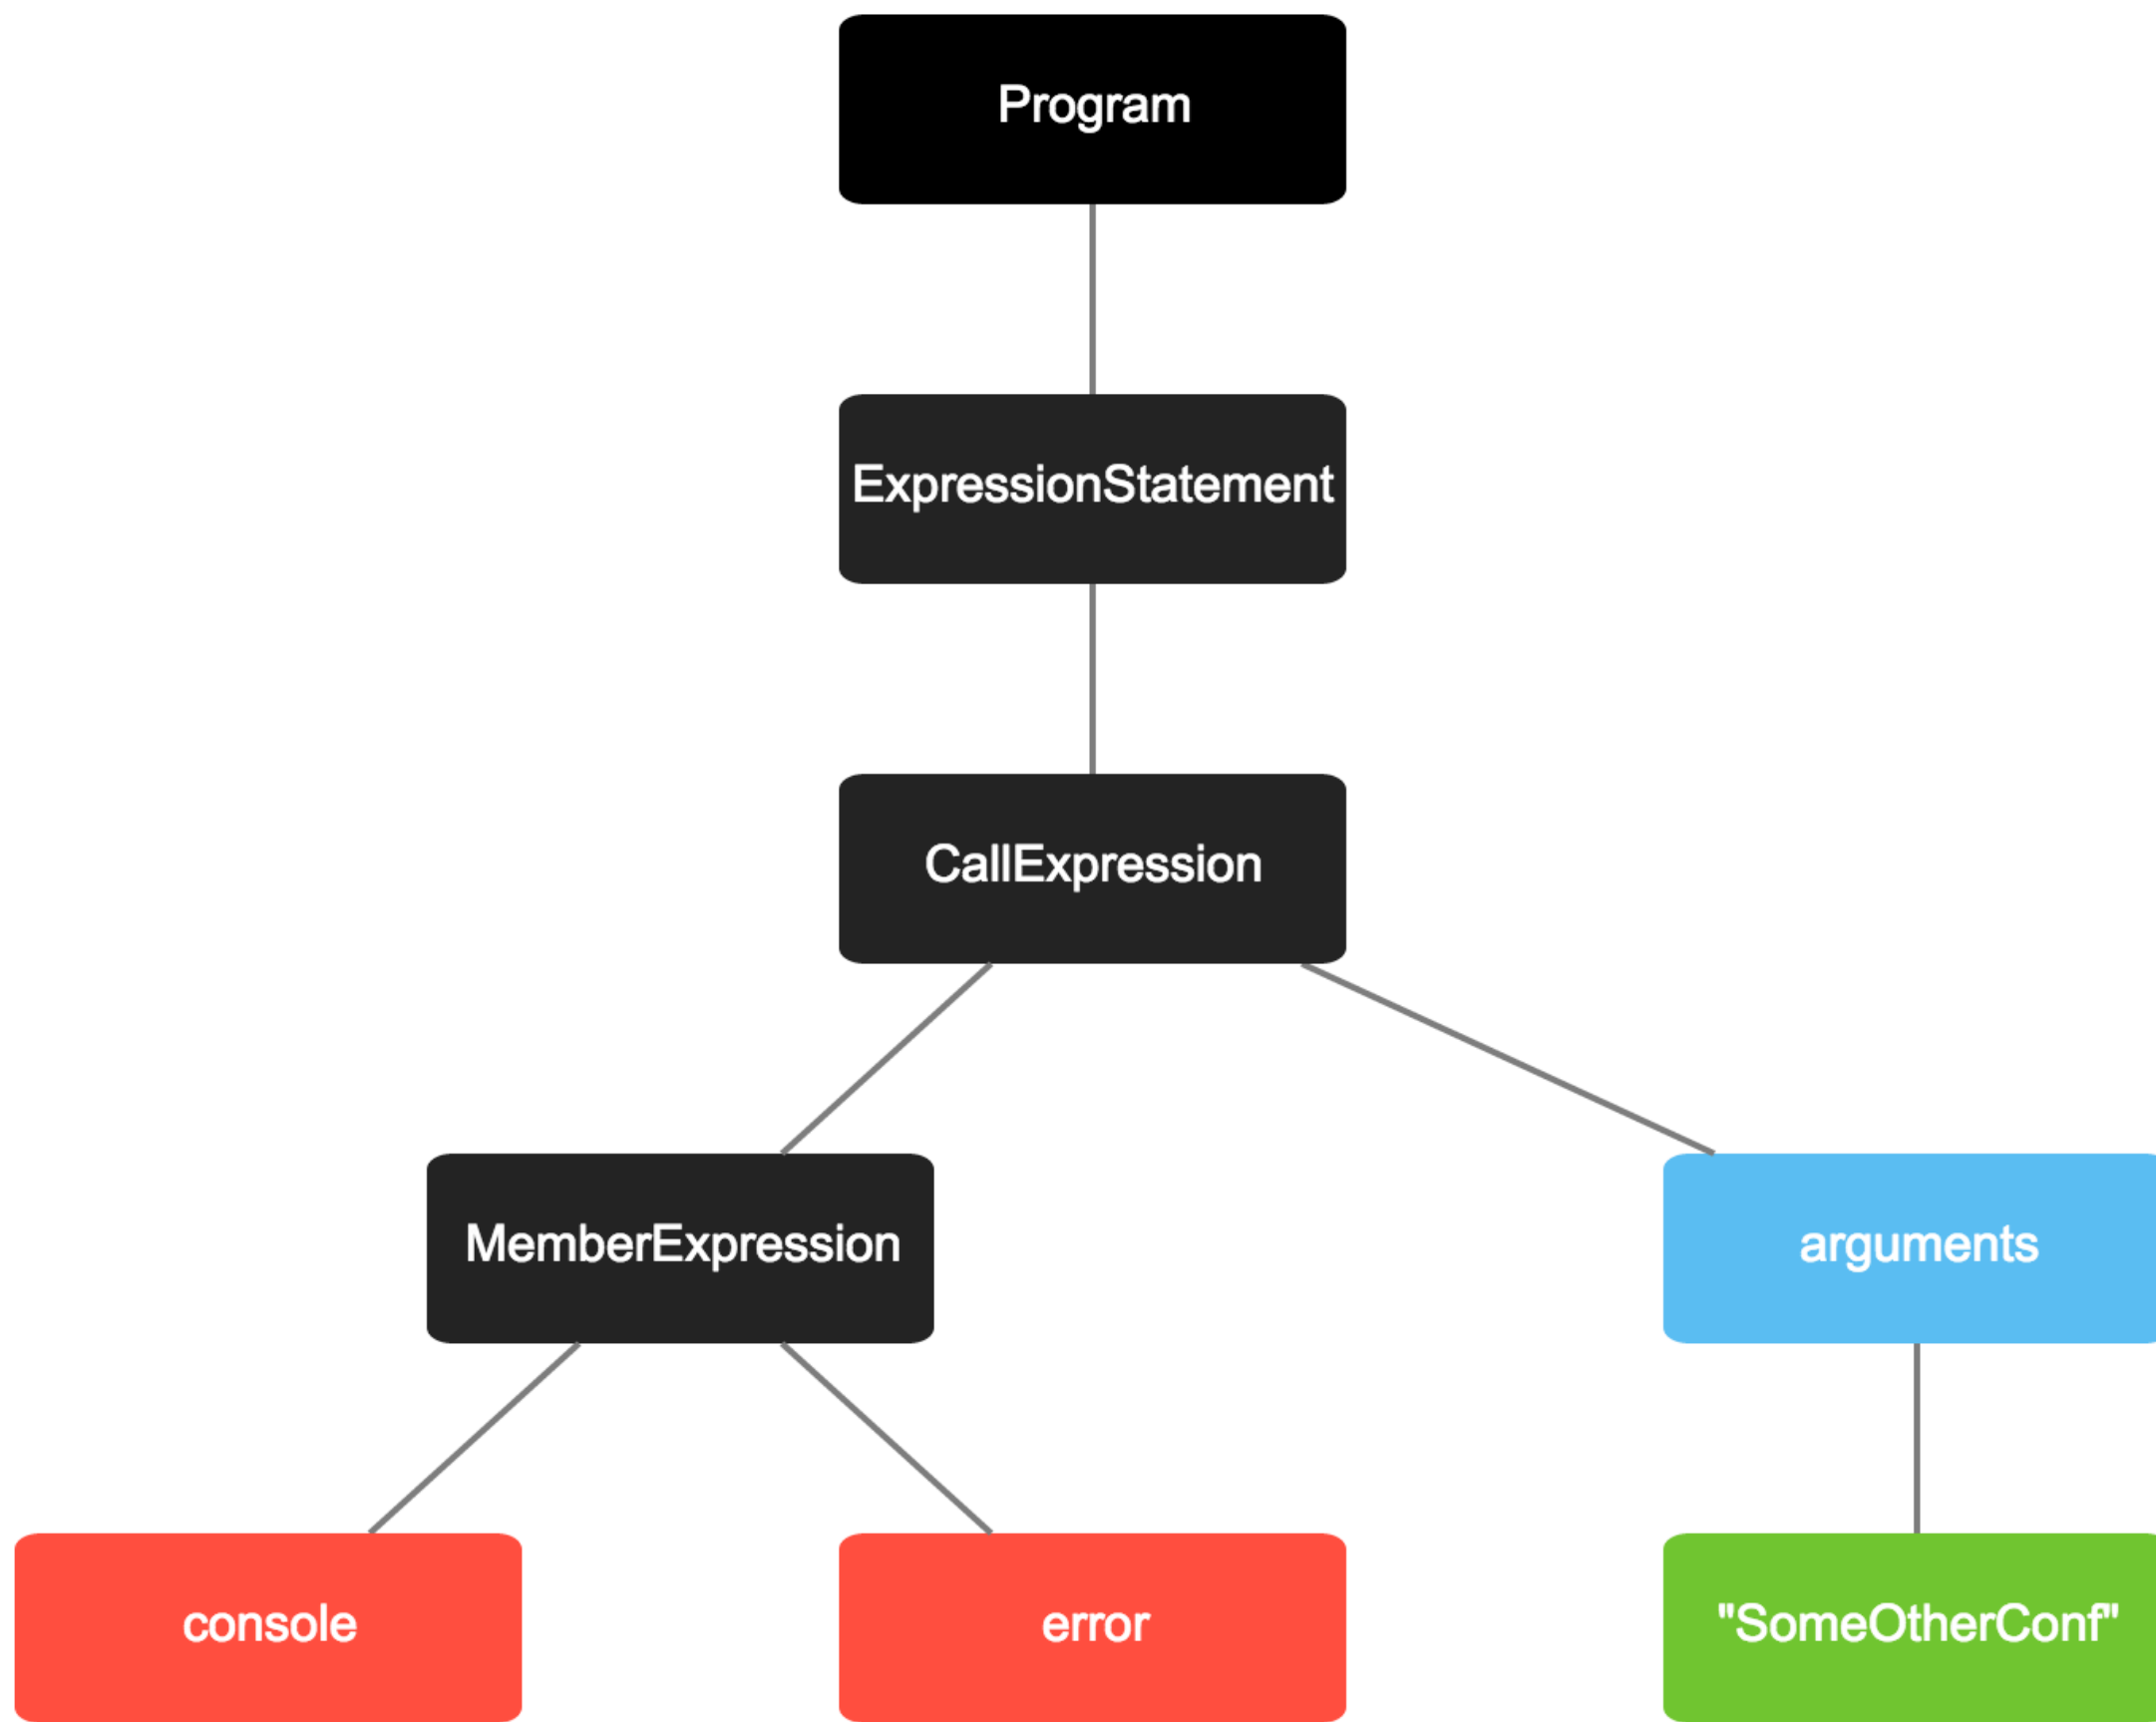 Program
ExpressionStatement
CallExpression
MemberExpression
arguments
console
error
"SomeOtherConf"